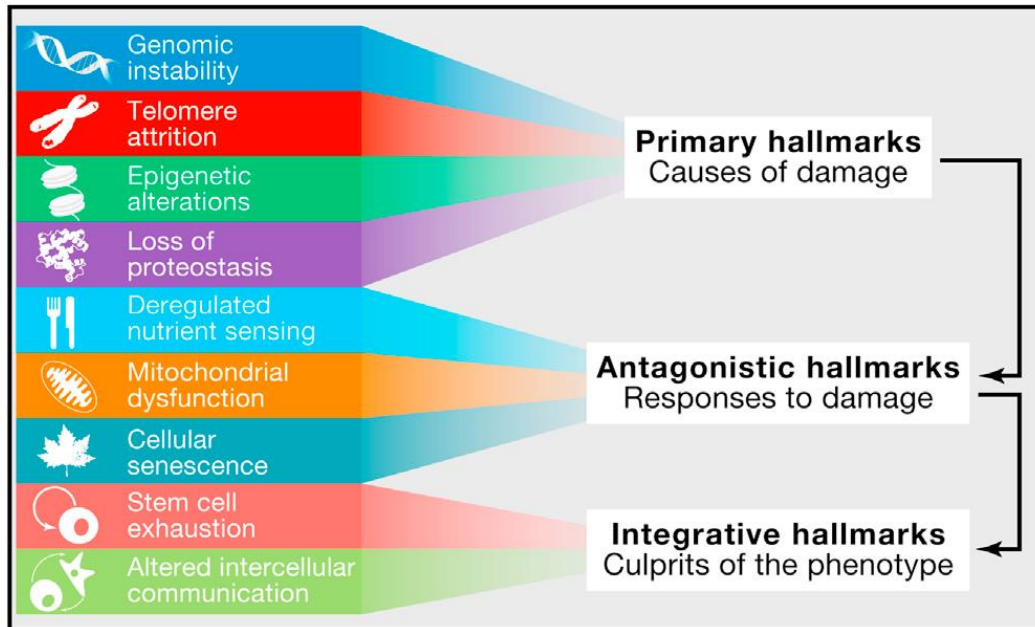 Genomic
instability
Telomere
attrition
Epigenetic
alterations
Loss of
proteostasis
Deregulated
nutrient sensing
Mitochondrial
dysfunction
Cellular
senescence
Stem cell
exhaustion
Altered intercellular
communication
Primary hallmarks
Causes of damage
Antagonistic hallmarks
Responses to damage
Integrative hallmarks
Culprits of the phenotype